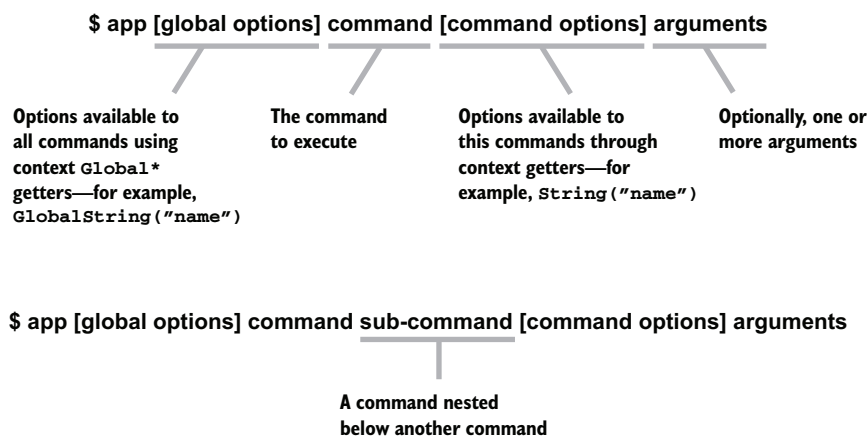 $ app [global options] command [command options] arguments
Options available to
all commands using
context Global*
getters—for example,
GlobalString(″name″)
The command
to execute
Options available to
this commands through
context getters—for
example, String(″name″)
Optionally, one or
more arguments
$ app [global options] command sub-command [command options] arguments
A command nested
below another command